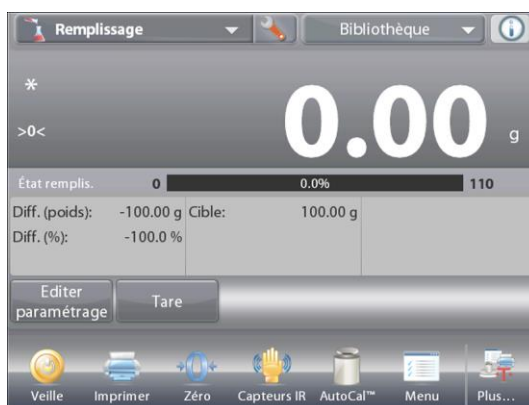 Remplissage Bibliothèque
*
>0<
0.00 g
État remplis. 0 0.0% 110
Diff. (poids): -100.00 g Cible: 100.00 g
Diff. (%): -100.0 %
Editer
paramétrage
Tare
Veille Imprimer Zéro Capteurs IR AutoCal™ Menu Plus...